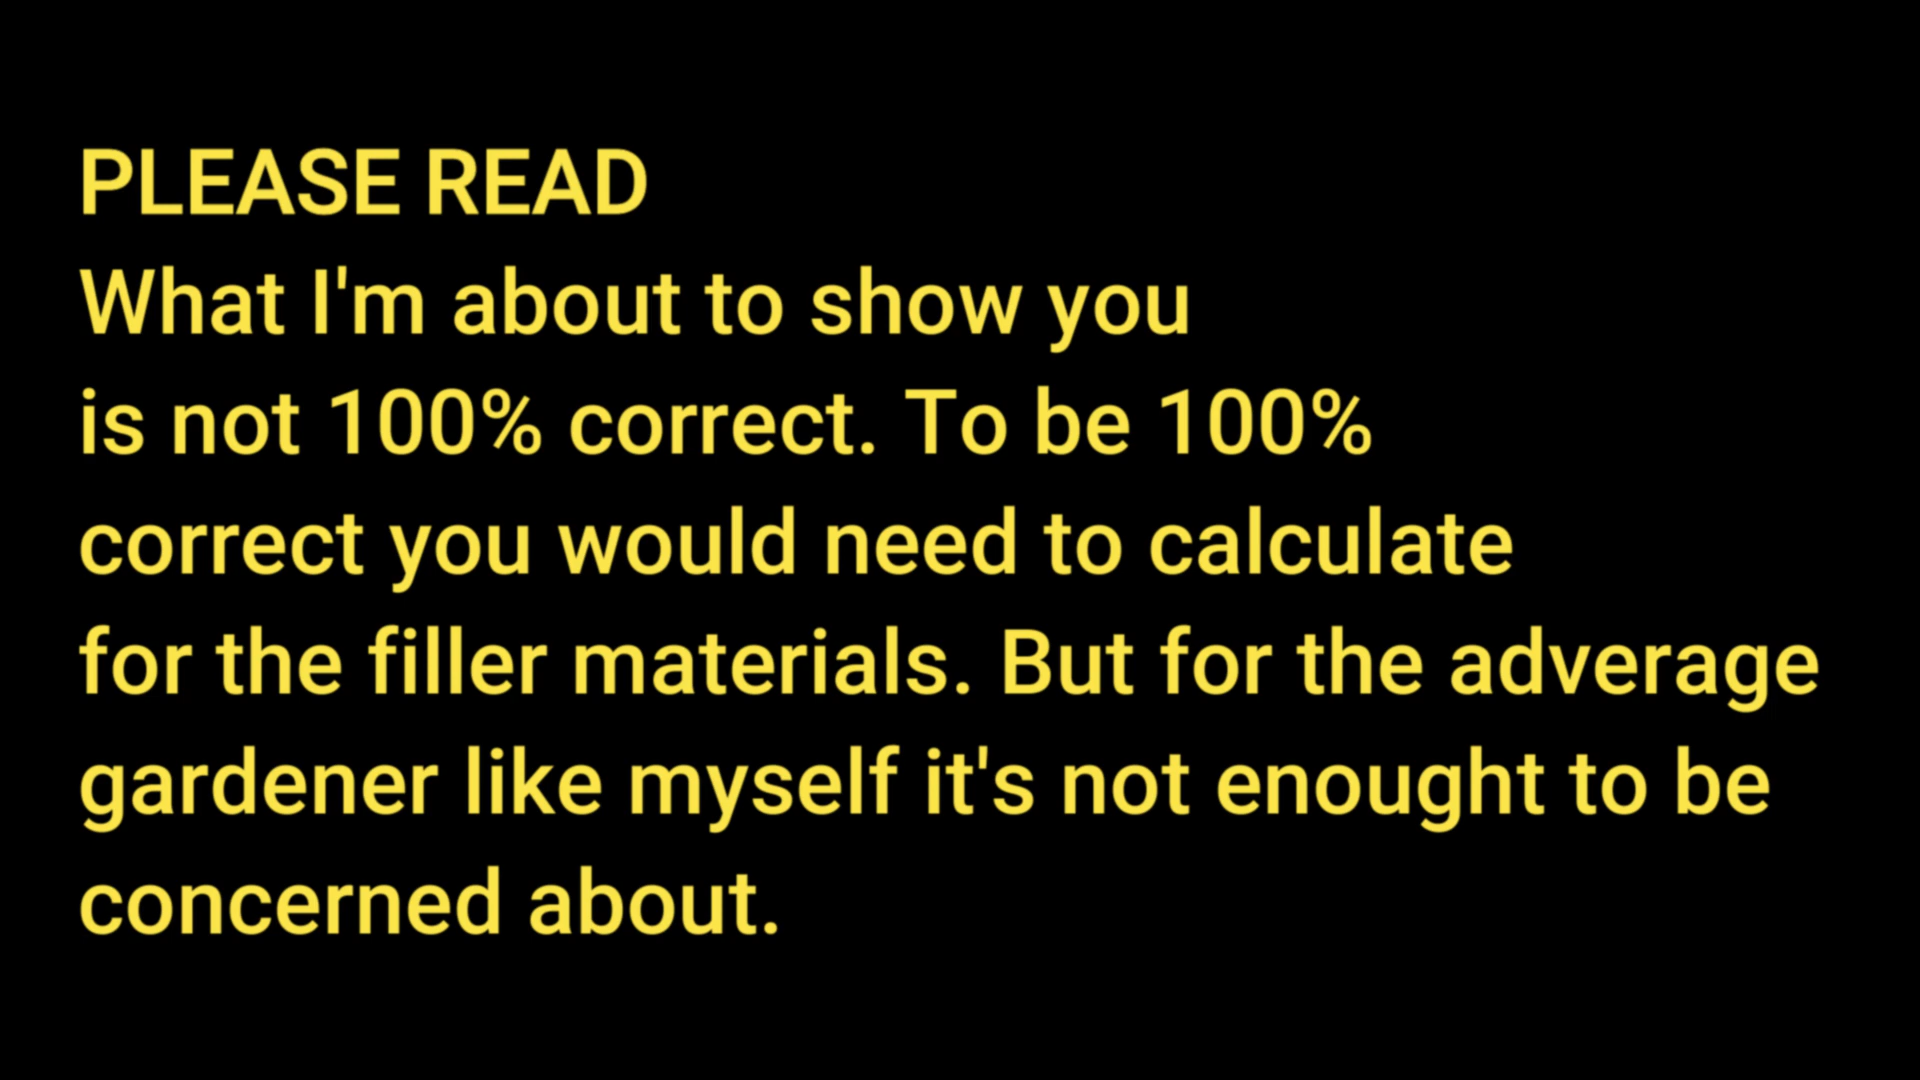 PLEASE READ
What I'm about to show you
is not 100% correct. To be 100%
correct you would need to calculate
for the filler materials. But for the adverage
gardener like myself it's not enought to be
concerned about.